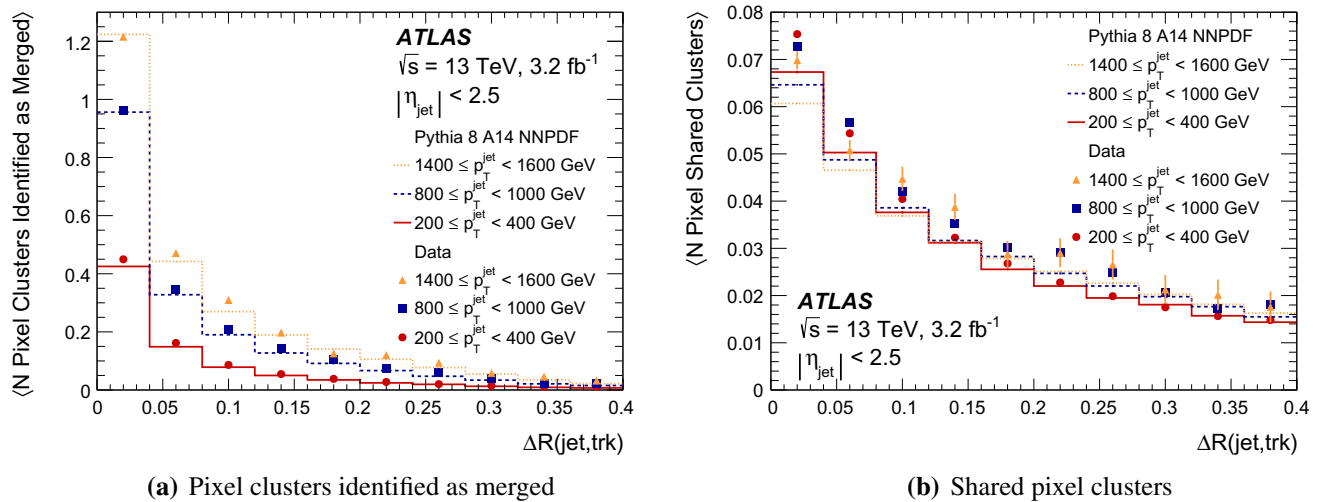 ⟨N Pixel Clusters Identified as Merged⟩
1.2
1
0.8
0.6
0.4
0.2
0
ATLAS
√s = 13 TeV, 3.2 fb⁻¹
|η_jet| < 2.5
Pythia 8 A14 NNPDF
1400 ≤ p_T^jet < 1600 GeV
800 ≤ p_T^jet < 1000 GeV
200 ≤ p_T^jet < 400 GeV
Data
1400 ≤ p_T^jet < 1600 GeV
800 ≤ p_T^jet < 1000 GeV
200 ≤ p_T^jet < 400 GeV
0 0.05 0.1 0.15 0.2 0.25 0.3 0.35 0.4
ΔR(jet,trk)
(a) Pixel clusters identified as merged
⟨N Pixel Shared Clusters⟩
0.08
0.07
0.06
0.05
0.04
0.03
0.02
0.01
0
Pythia 8 A14 NNPDF
1400 ≤ p_T^jet < 1600 GeV
800 ≤ p_T^jet < 1000 GeV
200 ≤ p_T^jet < 400 GeV
Data
1400 ≤ p_T^jet < 1600 GeV
800 ≤ p_T^jet < 1000 GeV
200 ≤ p_T^jet < 400 GeV
ATLAS
√s = 13 TeV, 3.2 fb⁻¹
|η_jet| < 2.5
0 0.05 0.1 0.15 0.2 0.25 0.3 0.35 0.4
ΔR(jet,trk)
(b) Shared pixel clusters